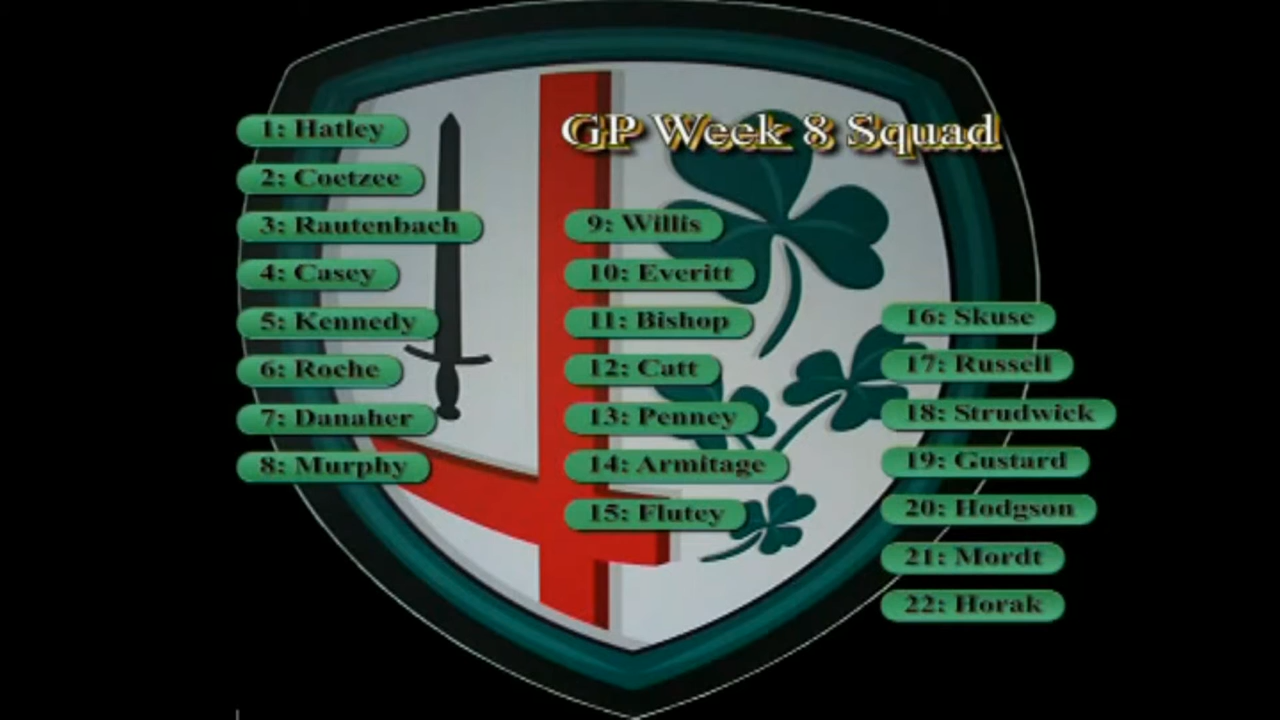 GP Week 8 Squad
1: Hatley
2: Coetzee
3: Rautenbach
4: Casey
5: Kennedy
6: Roche
7: Danaher
8: Murphy
9: Willis
10: Everitt
11: Bishop
12: Catt
13: Penney
14: Armitage
15: Flutey
16: Skuse
17: Russell
18: Strudwick
19: Gustard
20: Hodgson
21: Mordt
22: Horak